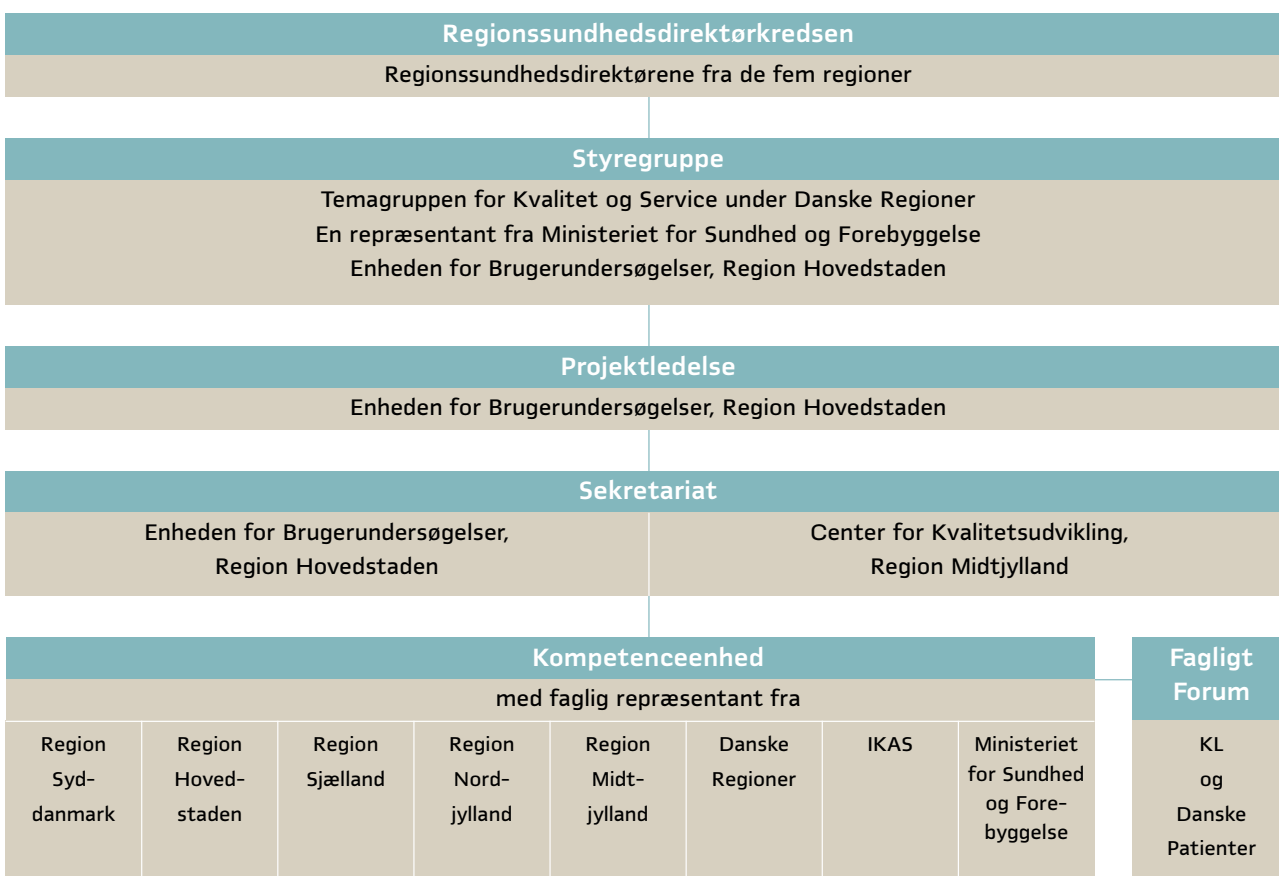 Regionssundhedsdirektørkredsen
Regionssundhedsdirektørene fra de fem regioner
Styregruppe
Temagruppen for Kvalitet og Service under Danske Regioner
En repræsentant fra Ministeriet for Sundhed og Forebyggelse
Enheden for Brugerundersøgelser, Region Hovedstaden
Projektledelse
Enheden for Brugerundersøgelser, Region Hovedstaden
Sekretariat
Enheden for Brugerundersøgelser,
Region Hovedstaden
Center for Kvalitetsudvikling,
Region Midtjylland
Kompetenceenhed
med faglig repræsentant fra
Region
Syd-
danmark
Region
Hoved-
staden
Region
Sjælland
Region
Nord-
jylland
Region
Midt-
jylland
Danske
Regioner
IKAS
Ministeriet
for Sundhed
og Fore-
byggelse
Fagligt
Forum
KL
og
Danske
Patienter